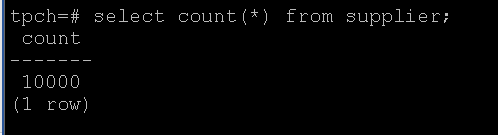 tpch=# select count(*) from supplier;
count
-------
10000
(1 row)